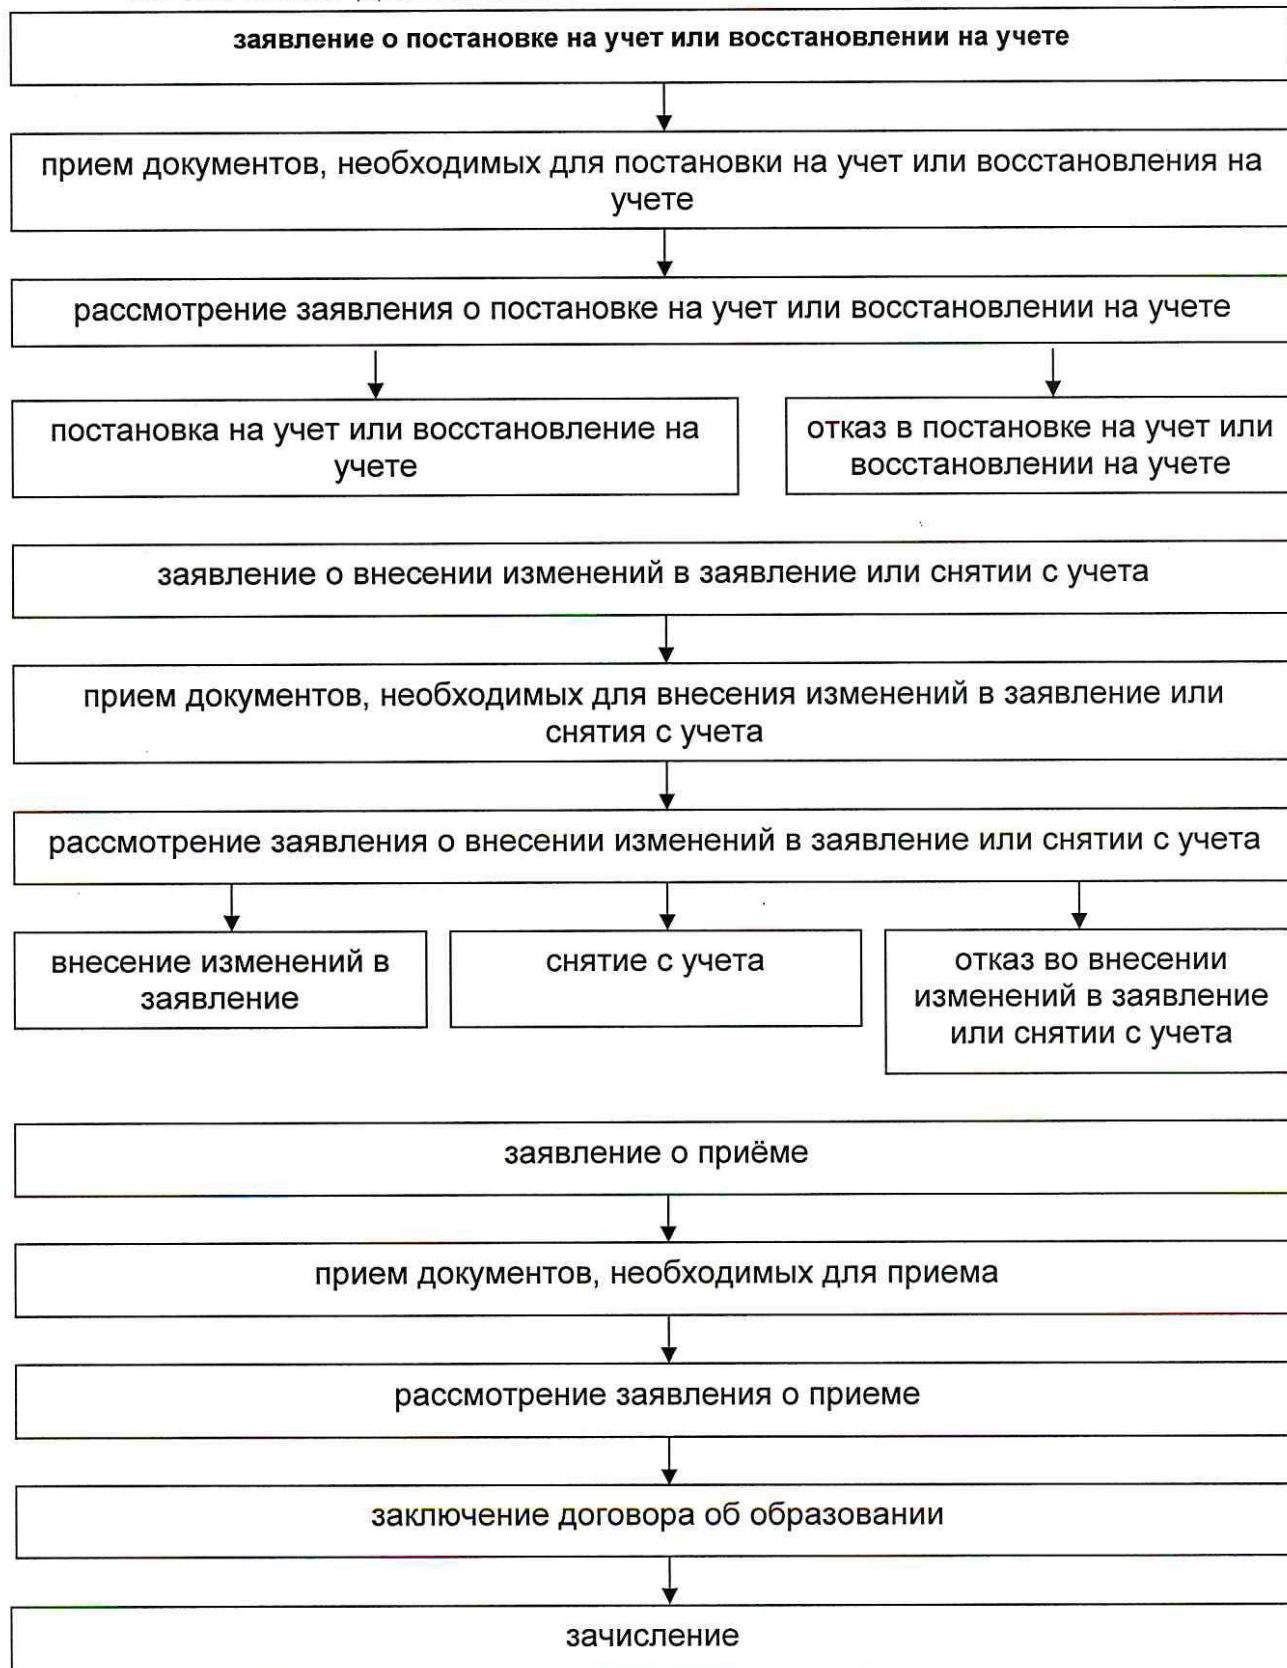 заявление о постановке на учет или восстановлении на учете
прием документов, необходимых для постановки на учет или восстановления на
учете
рассмотрение заявления о постановке на учет или восстановлении на учете
постановка на учет или восстановление на
учете
отказ в постановке на учет или
восстановлении на учете
заявление о внесении изменений в заявление или снятии с учета
прием документов, необходимых для внесения изменений в заявление или
снятия с учета
рассмотрение заявления о внесении изменений в заявление или снятии с учета
внесение изменений в
заявление
снятие с учета
отказ во внесении
изменений в заявление
или снятии с учета
заявление о приёме
прием документов, необходимых для приема
рассмотрение заявления о приеме
заключение договора об образовании
зачисление